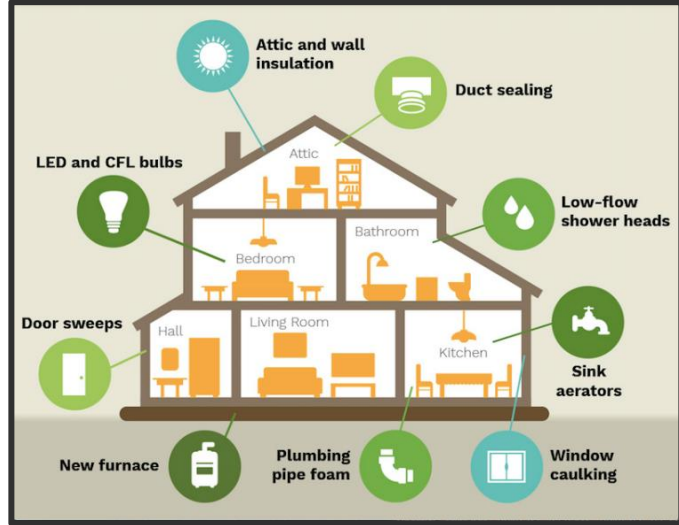 Attic and wall
insulation
Duct sealing
Attic
LED and CFL bulbs
Low-flow
shower heads
Bathroom
Bedroom
Door sweeps
Hall
Living Room
Kitchen
Sink
aerators
New furnace
Plumbing
pipe foam
Window
caulking